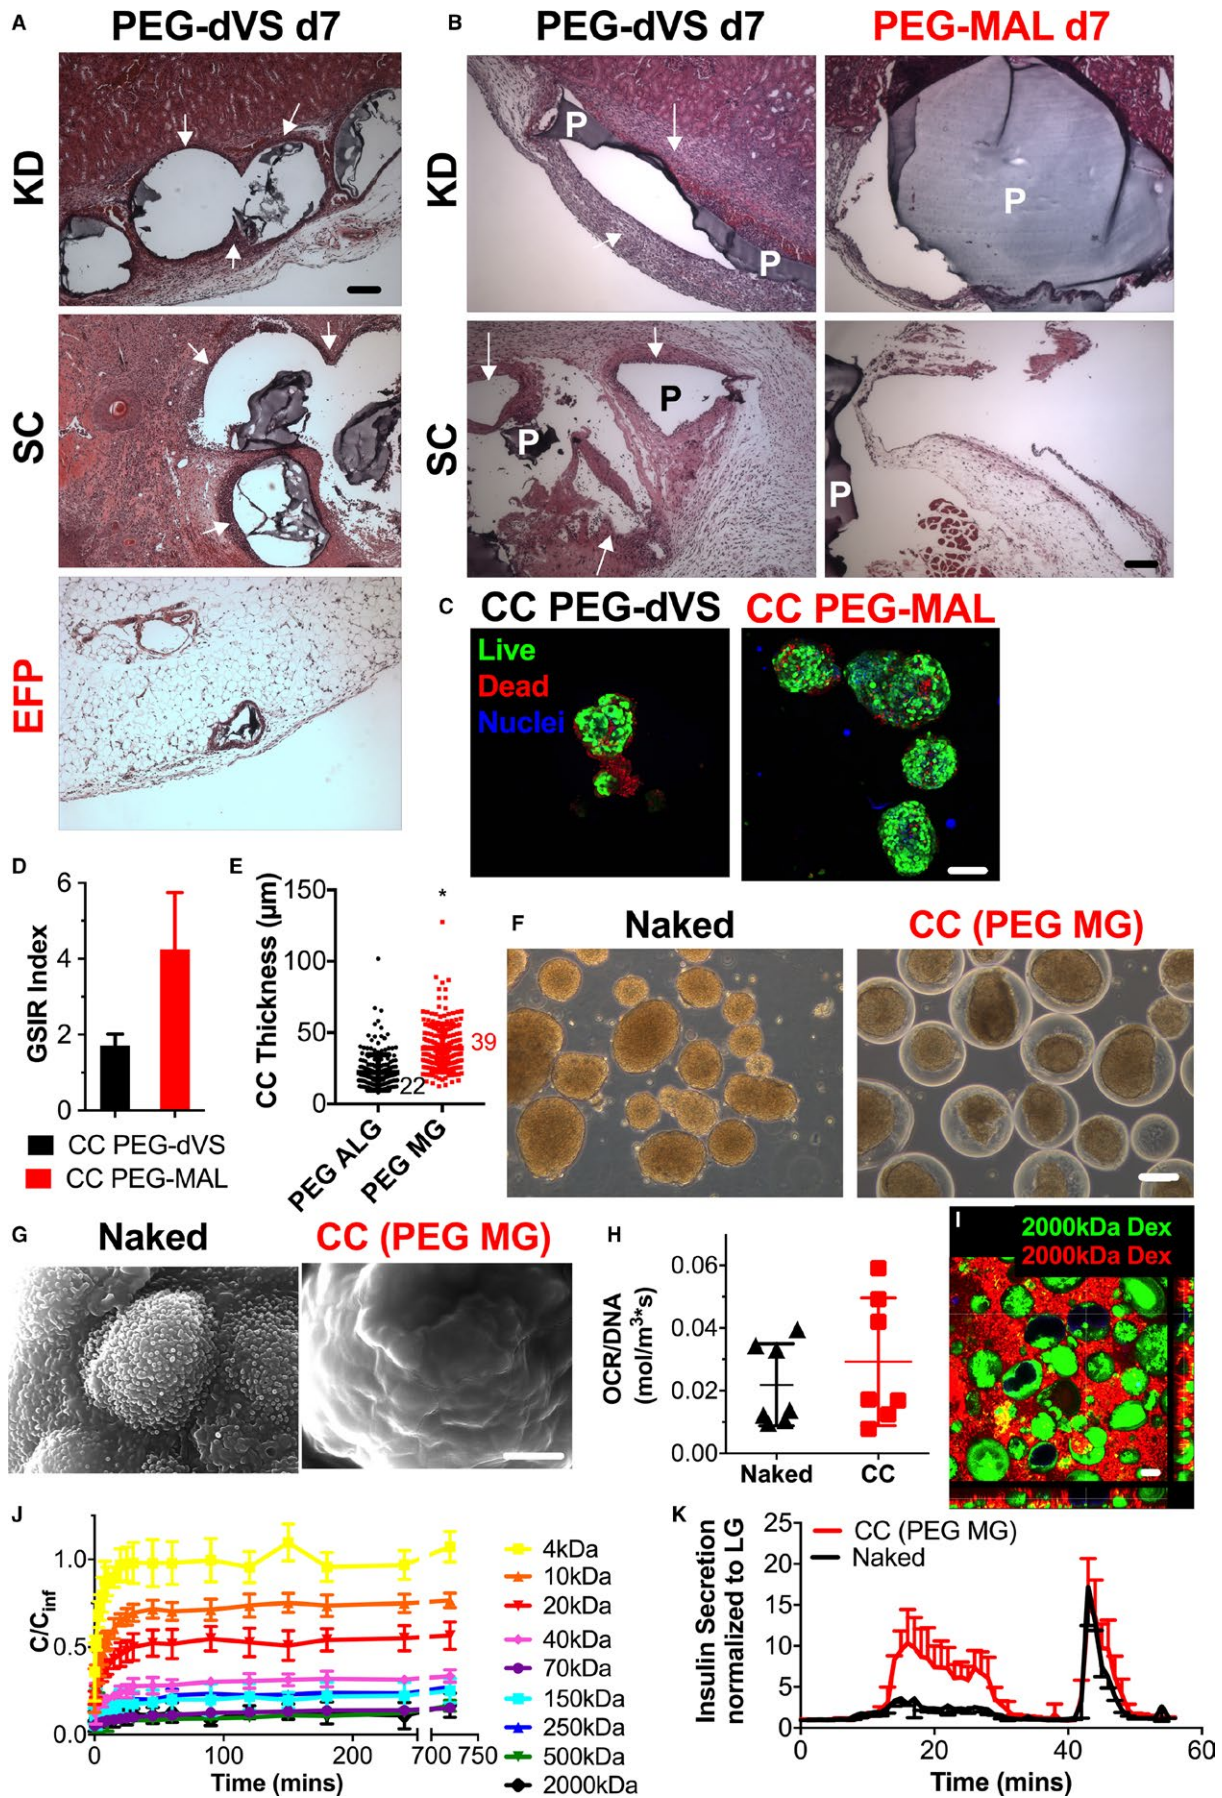 A
PEG-dVS d7
KD
SC
EFP
B
PEG-dVS d7
PEG-MAL d7
KD
P
P
P
SC
P
P
P
C
CC PEG-dVS
CC PEG-MAL
Live
Dead
Nuclei
D
GSIR Index
6
4
2
0
CC PEG-dVS
CC PEG-MAL
E
CC Thickness (µm)
150
100
50
0
*
22
39
PEG ALG
PEG MG
F
Naked
CC (PEG MG)
G
Naked
CC (PEG MG)
H
OCR/DNA
(mol/m³*s)
0.06
0.04
0.02
0.00
Naked
CC
I
2000kDa Dex
2000kDa Dex
J
C/Cinf
1.0
0.5
0.0
0
100
200
700
750
Time (mins)
4kDa
10kDa
20kDa
40kDa
70kDa
150kDa
250kDa
500kDa
2000kDa
K
Insulin Secretion
normalized to LG
25
20
15
10
5
0
CC (PEG MG)
Naked
0
20
40
60
Time (mins)